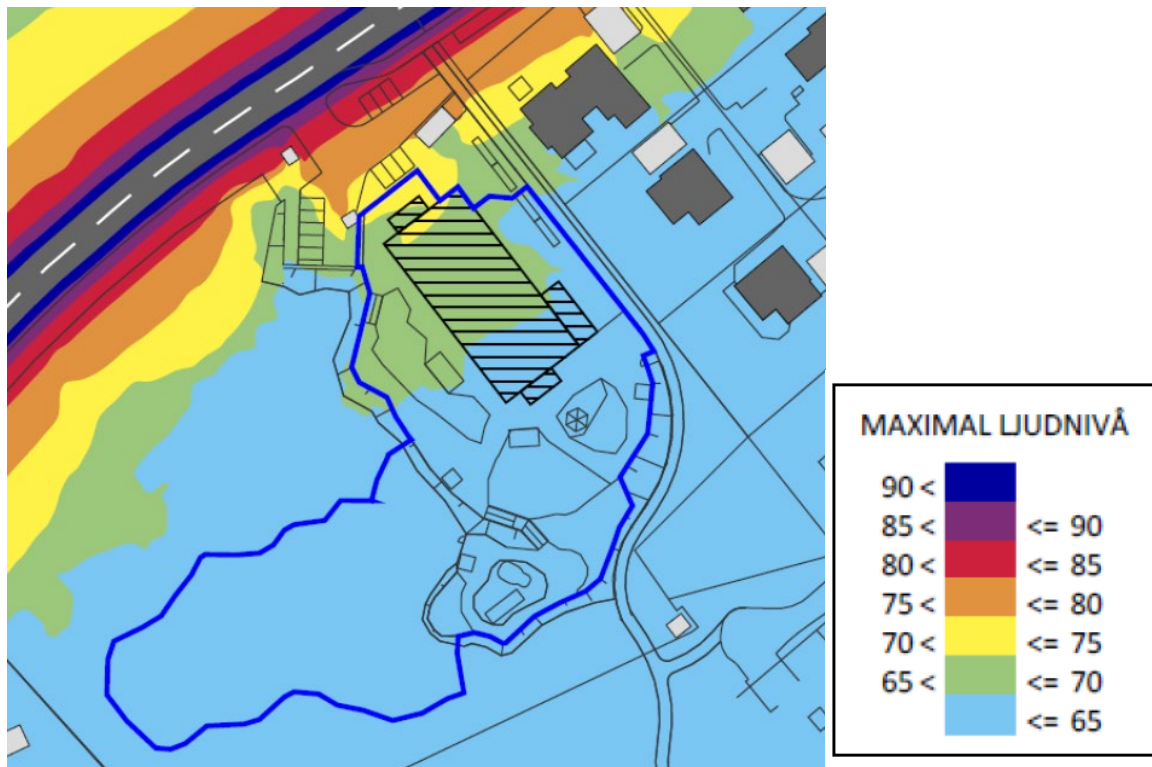 MAXIMAL LJUDNIVÅ
90 <
85 < <= 90
80 < <= 85
75 < <= 80
70 < <= 75
65 < <= 70
<= 65